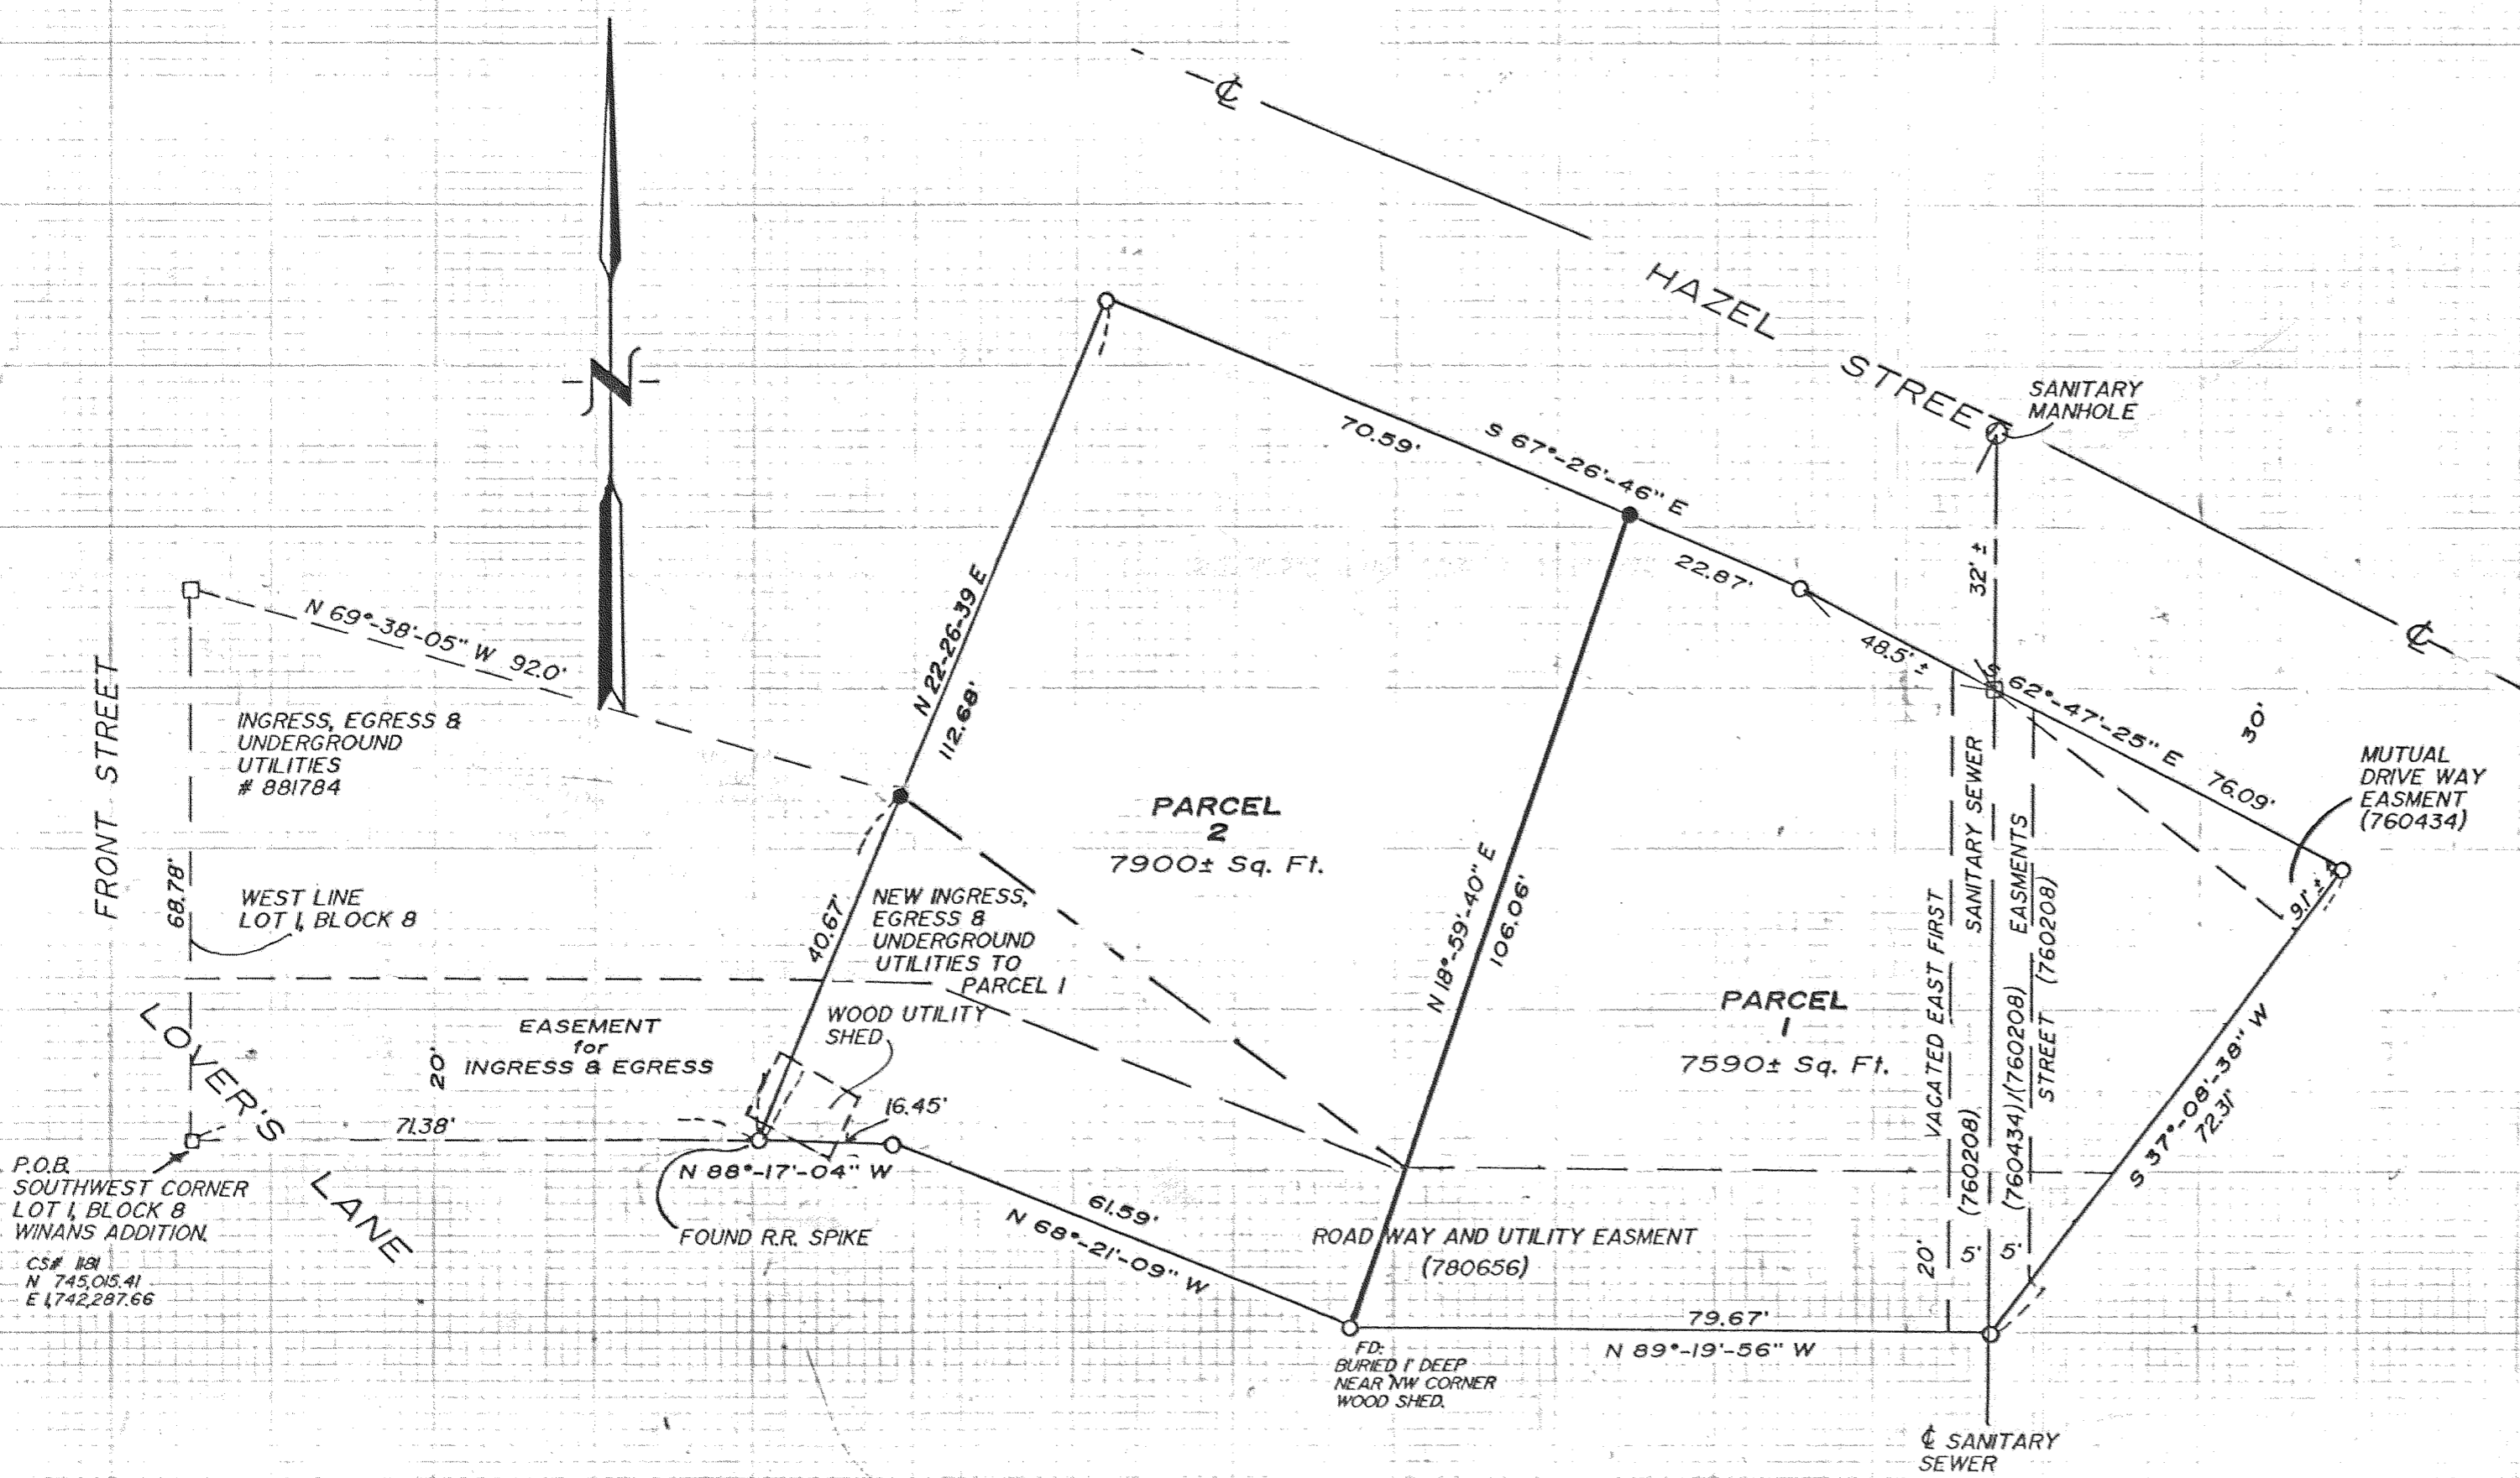 ℄
HAZEL STREET
SANITARY
MANHOLE
N
70.59'
S 67°-26'-46" E
22.87'
32' ±
48.5' ±
S 62°-47'-25" E 76.09'
30'
℄
MUTUAL
DRIVE WAY
EASMENT
(760434)
9.1' ±
N 69°-38'-05" W 92.0'
FRONT STREET
INGRESS, EGRESS &
UNDERGROUND
UTILITIES
# 881784
68.78'
WEST LINE
LOT 1, BLOCK 8
N 22-26-39 E
112.68'
40.67'
PARCEL
2
7900± Sq. Ft.
NEW INGRESS,
EGRESS &
UNDERGROUND
UTILITIES TO
PARCEL 1
WOOD UTILITY
SHED
N 18°-59'-40" E
106.06'
PARCEL
1
7590± Sq. Ft.
VACATED EAST FIRST
STREET (760208)
SANITARY SEWER
EASMENTS
(760208)
(760434)/(760208)
S 37°-08'-38" W
72.31'
LOVER'S
LANE
EASEMENT
for
INGRESS & EGRESS
20'
71.38'
16.45'
N 88°-17'-04" W
FOUND R.R. SPIKE
61.59'
N 68°-21'-09" W
P.O.B.
SOUTHWEST CORNER
LOT 1, BLOCK 8
WINANS ADDITION.
CS# 1181
N 745,015.41
E 1,742,287.66
ROAD WAY AND UTILITY EASMENT
(780656)
20'
5' 5'
79.67'
N 89°-19'-56" W
FD:
BURIED 1' DEEP
NEAR NW CORNER
WOOD SHED.
℄ SANITARY
SEWER